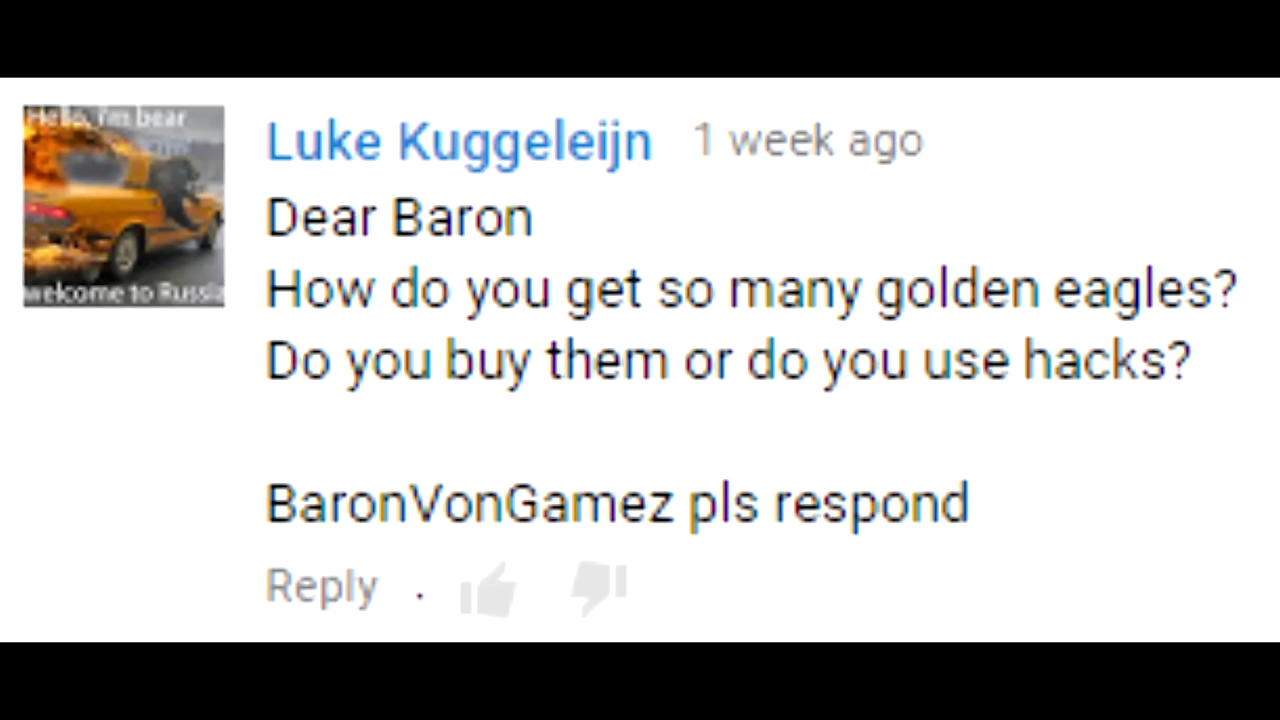 Hello, I'm bear
welcome to Russia
Luke Kuggeleijn 1 week ago
Dear Baron
How do you get so many golden eagles?
Do you buy them or do you use hacks?
BaronVonGamez pls respond
Reply .